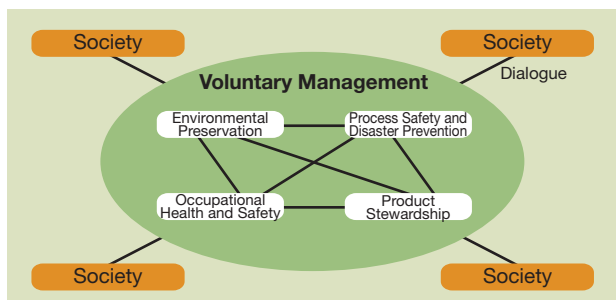 Society
Society
Dialogue
Voluntary Management
Environmental
Preservation
Process Safety and
Disaster Prevention
Occupational
Health and Safety
Product
Stewardship
Society
Society